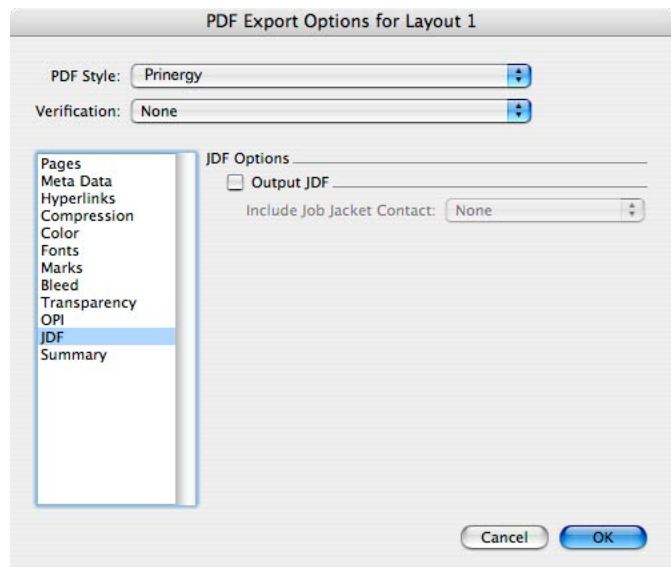 PDF Export Options for Layout 1
PDF Style: Prinergy
Verification: None
Pages
Meta Data
Hyperlinks
Compression
Color
Fonts
Marks
Bleed
Transparency
OPI
JDF
Summary
JDF Options
Output JDF
Include Job Jacket Contact: None
Cancel OK